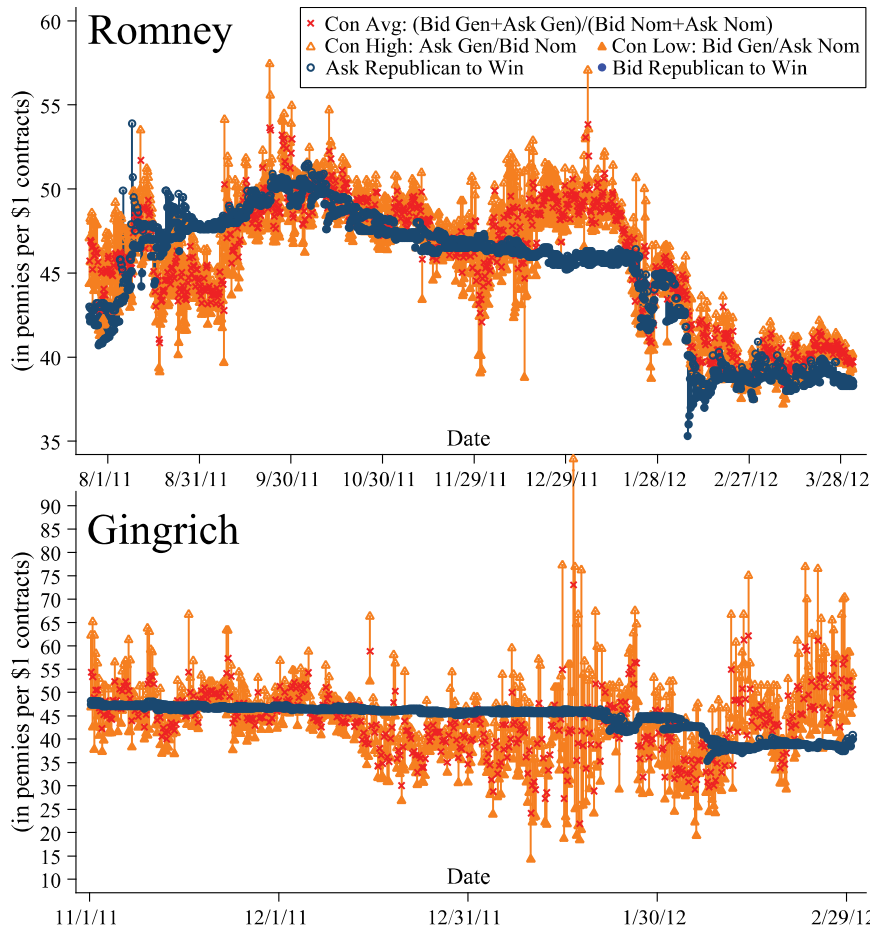 Romney
Con Avg: (Bid Gen+Ask Gen)/(Bid Nom+Ask Nom)
Con High: Ask Gen/Bid Nom Con Low: Bid Gen/Ask Nom
Ask Republican to Win Bid Republican to Win
(in pennies per $1 contracts)
60
55
50
45
40
35
Date
8/1/11 8/31/11 9/30/11 10/30/11 11/29/11 12/29/11 1/28/12 2/27/12 3/28/12
Gingrich
(in pennies per $1 contracts)
90
85
80
75
70
65
60
55
50
45
40
35
30
25
20
15
10
Date
11/1/11 12/1/11 12/31/11 1/30/12 2/29/12